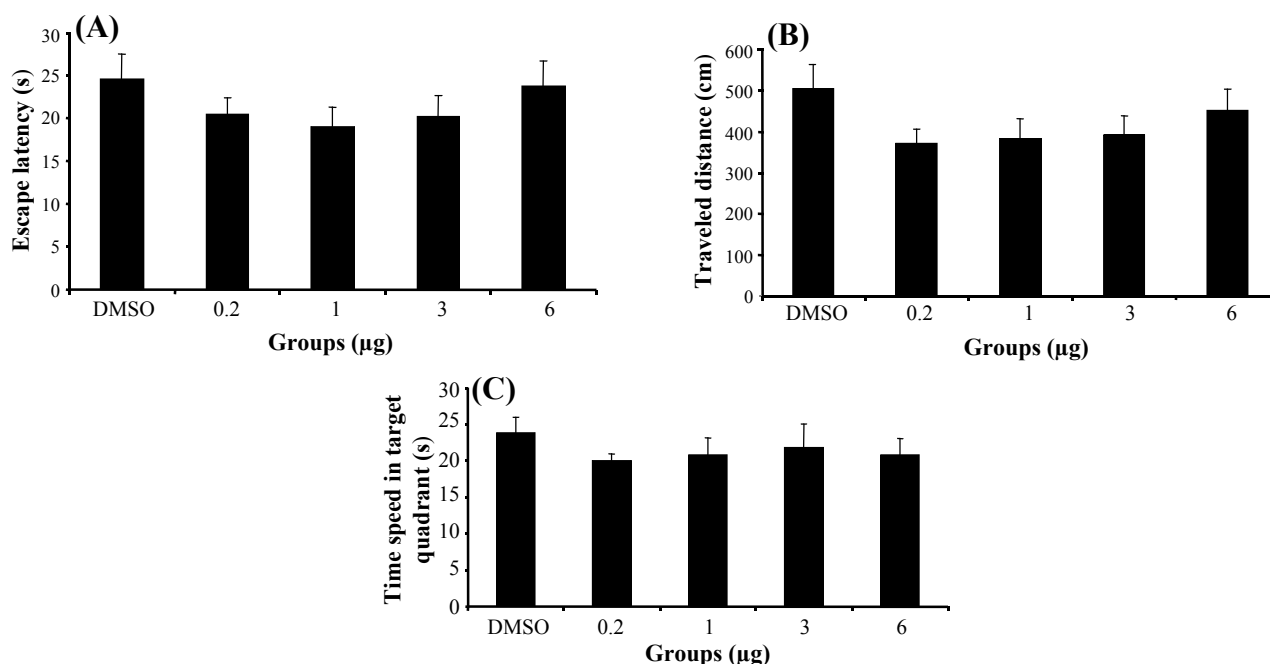 (A)
Escape latency (s)
30
25
20
15
10
5
0
DMSO 0.2 1 3 6
Groups (µg)
(B)
Traveled distance (cm)
600
500
400
300
200
100
0
DMSO 0.2 1 3 6
Groups (µg)
(C)
Time speed in target
quadrant (s)
30
25
20
15
10
5
0
DMSO 0.2 1 3 6
Groups (µg)